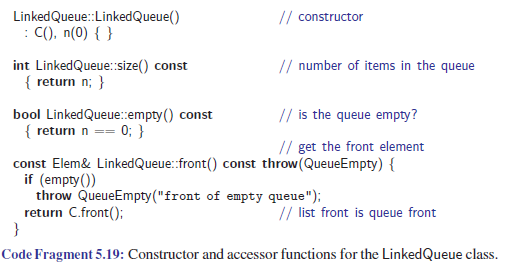 LinkedQueue::LinkedQueue() // constructor
: C(), n(0) { }
int LinkedQueue::size() const // number of items in the queue
{ return n; }
bool LinkedQueue::empty() const // is the queue empty?
{ return n == 0; }
// get the front element
const Elem& LinkedQueue::front() const throw(QueueEmpty) {
if (empty())
throw QueueEmpty("front of empty queue");
return C.front(); // list front is queue front
}
Code Fragment 5.19: Constructor and accessor functions for the LinkedQueue class.